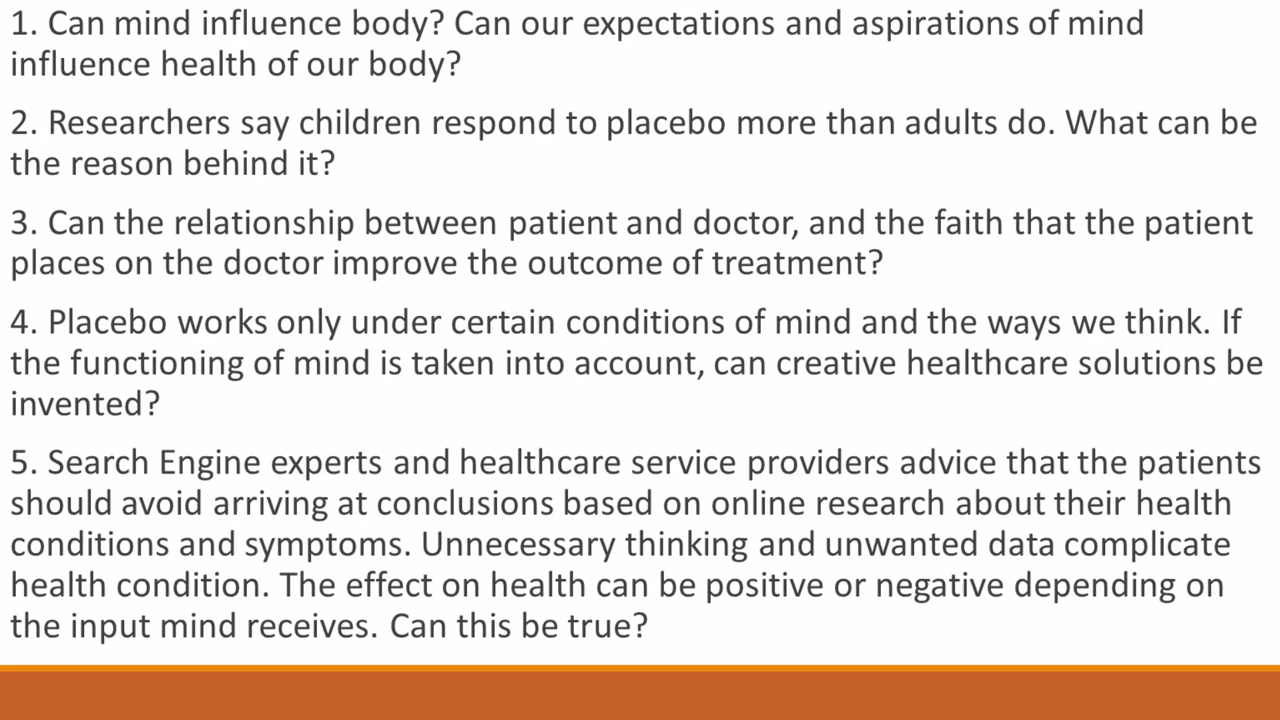 1. Can mind influence body? Can our expectations and aspirations of mind
influence health of our body?
2. Researchers say children respond to placebo more than adults do. What can be
the reason behind it?
3. Can the relationship between patient and doctor, and the faith that the patient
places on the doctor improve the outcome of treatment?
4. Placebo works only under certain conditions of mind and the ways we think. If
the functioning of mind is taken into account, can creative healthcare solutions be
invented?
5. Search Engine experts and healthcare service providers advice that the patients
should avoid arriving at conclusions based on online research about their health
conditions and symptoms. Unnecessary thinking and unwanted data complicate
health condition. The effect on health can be positive or negative depending on
the input mind receives. Can this be true?